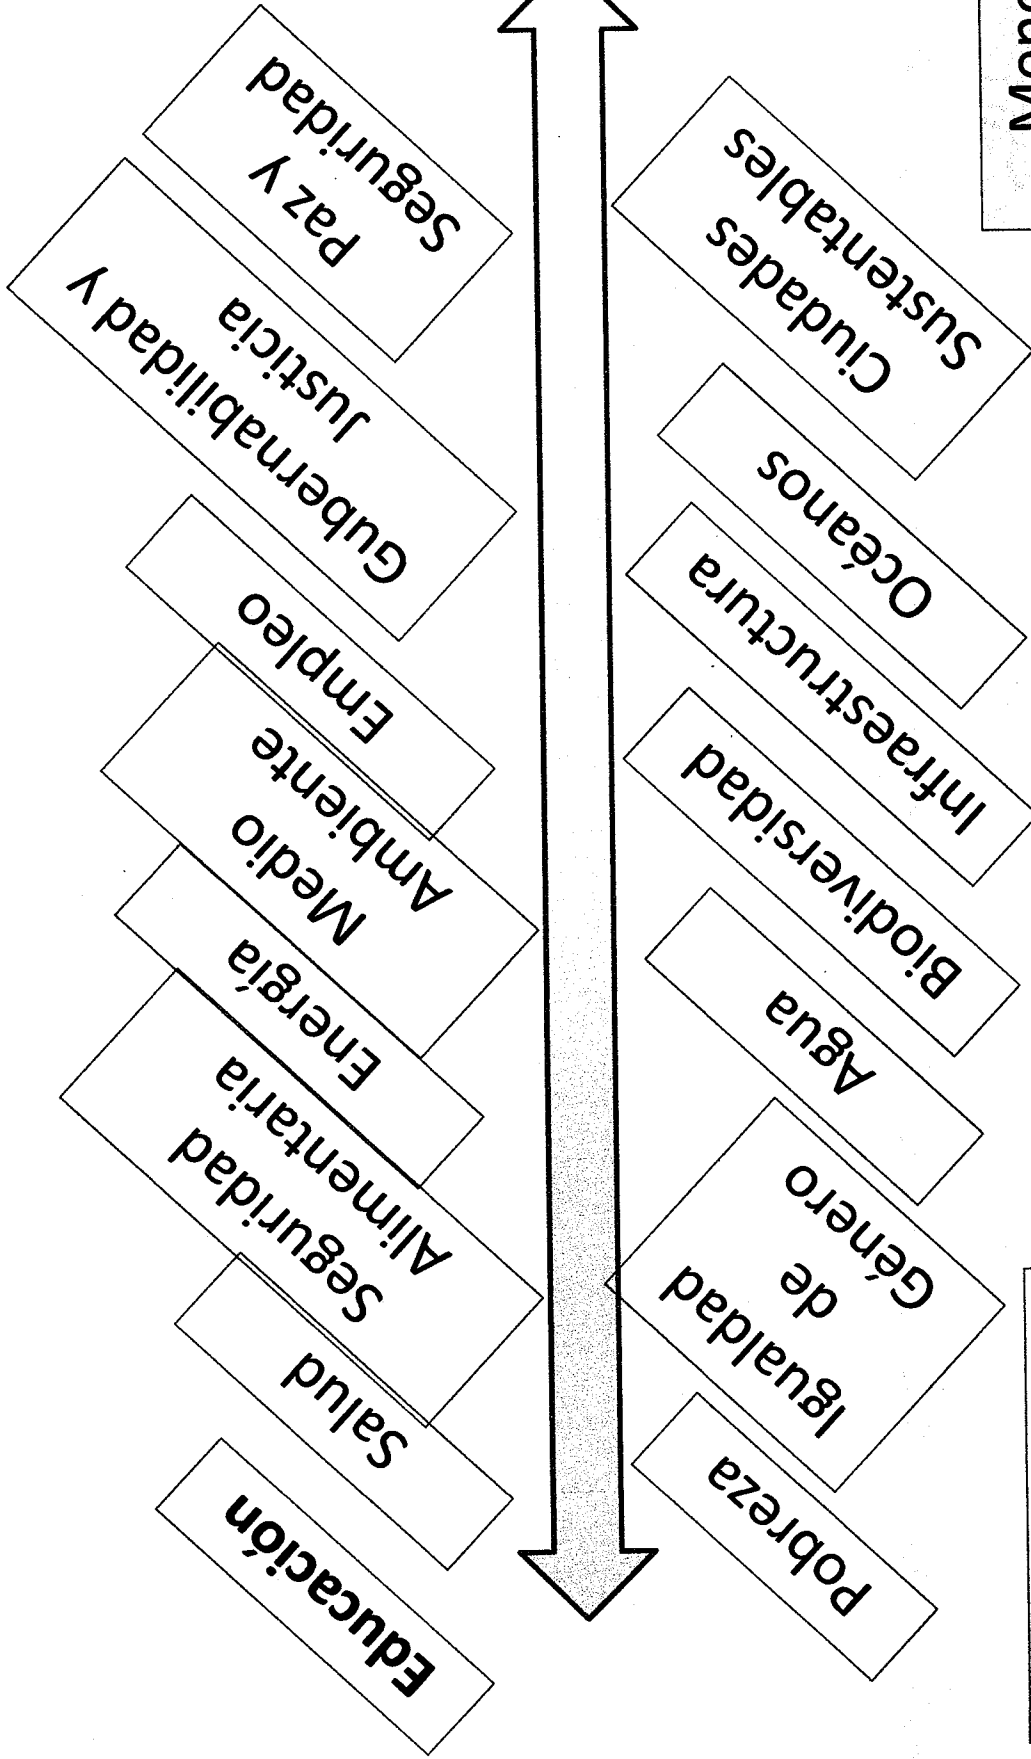 Educación
Salud
Seguridad
Alimentaria
Energía
Medio
Ambiente
Empleo
Gubernabilidad y
Justicia
Paz y
Seguridad
Pobreza
Igualdad
de
Género
Agua
Biodiversidad
Infraestructura
Océanos
Ciudades
Sustentables